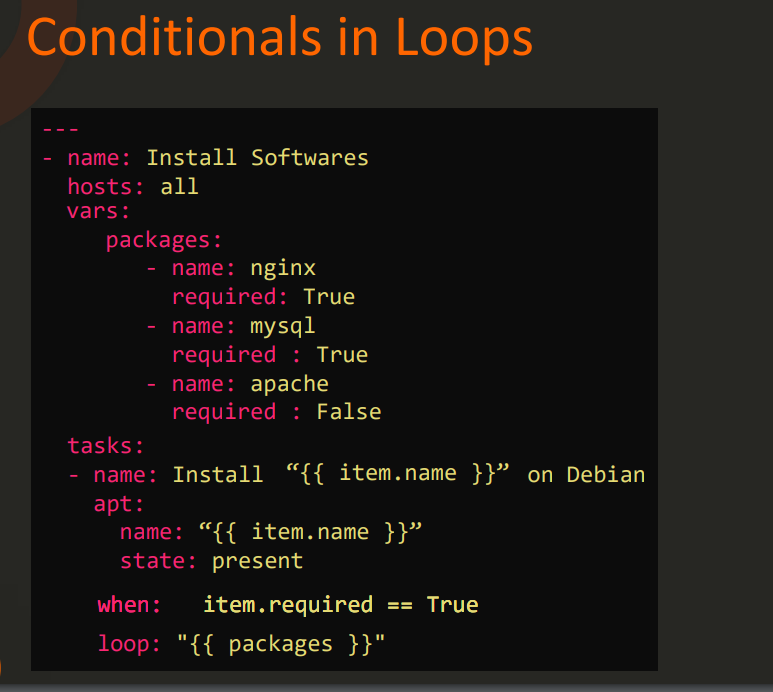 Conditionals in Loops
---
- name: Install Softwares
  hosts: all
  vars:
     packages:
        - name: nginx
          required: True
        - name: mysql
          required : True
        - name: apache
          required : False
  tasks:
  - name: Install “{{ item.name }}” on Debian
    apt:
      name: “{{ item.name }}”
      state: present
    when: item.required == True
    loop: "{{ packages }}"